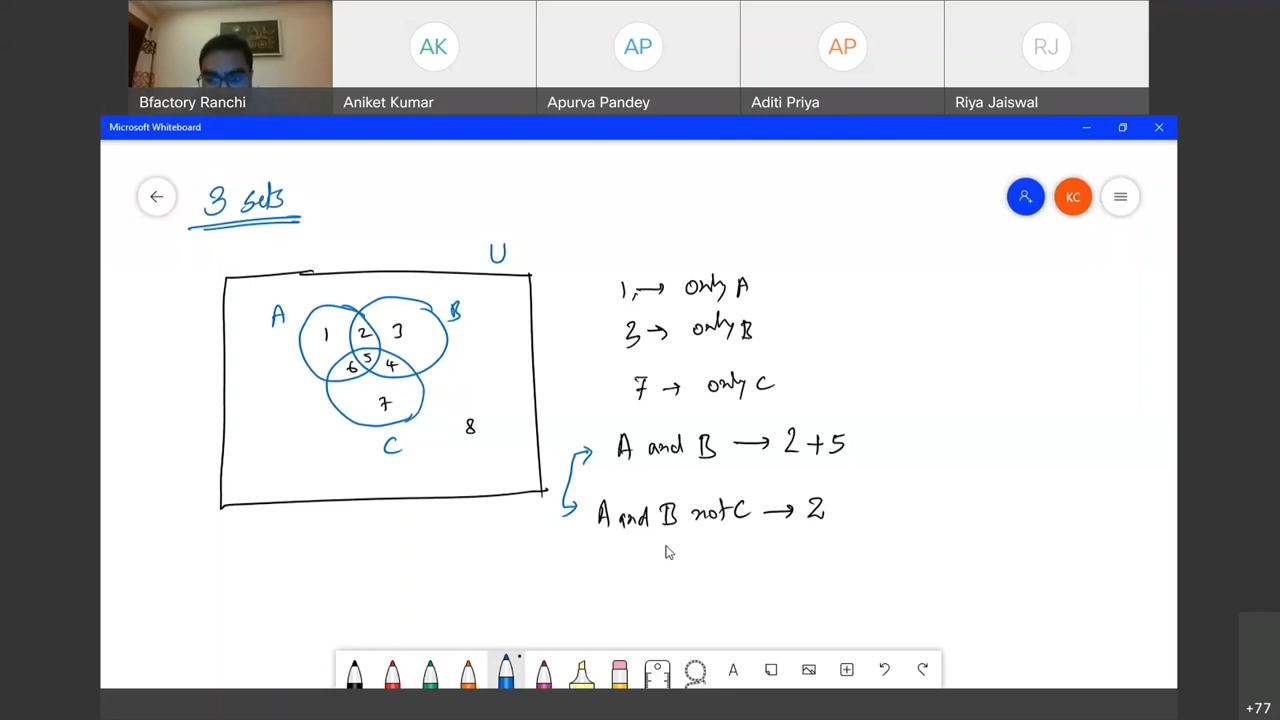 AK
AP
AP
RJ
Bfactory Ranchi
Aniket Kumar
Apurva Pandey
Aditi Priya
Riya Jaiswal
Microsoft Whiteboard
3 sets
KC
U
A
B
1
2
3
5
6
4
7
8
C
1, → only A
3 → only B
7 → only C
A and B → 2 + 5
A and B not C → 2
A
+77